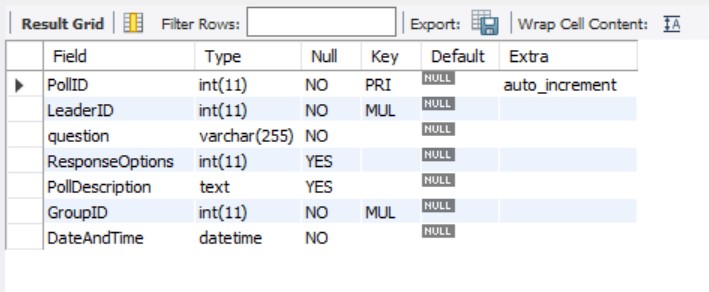 Result Grid Filter Rows: Export: Wrap Cell Content: IA
Field Type Null Key Default Extra
PollID int(11) NO PRI NULL auto_increment
LeaderID int(11) NO MUL NULL
question varchar(255) NO NULL
ResponseOptions int(11) YES NULL
PollDescription text YES NULL
GroupID int(11) NO MUL NULL
DateAndTime datetime NO NULL